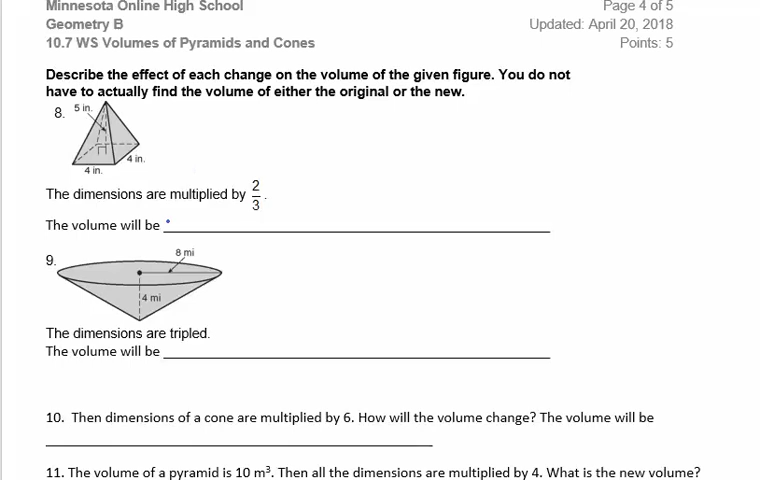 Minnesota Online High School Page 4 of 5
Geometry B Updated: April 20, 2018
10.7 WS Volumes of Pyramids and Cones Points: 5
Describe the effect of each change on the volume of the given figure. You do not
have to actually find the volume of either the original or the new.
8. 5 in.
4 in.
4 in.
The dimensions are multiplied by 2/3.
The volume will be
9. 8 mi
4 mi
The dimensions are tripled.
The volume will be
10. Then dimensions of a cone are multiplied by 6. How will the volume change? The volume will be
11. The volume of a pyramid is 10 m³. Then all the dimensions are multiplied by 4. What is the new volume?